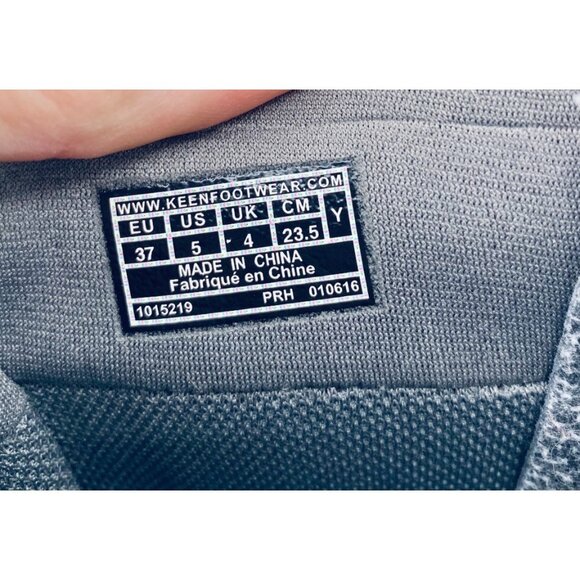 WWW.KEENFOOTWEAR.COM
EU US UK CM Y
37 5 4 23.5
MADE IN CHINA
Fabriqué en Chine
1015219 PRH 010616